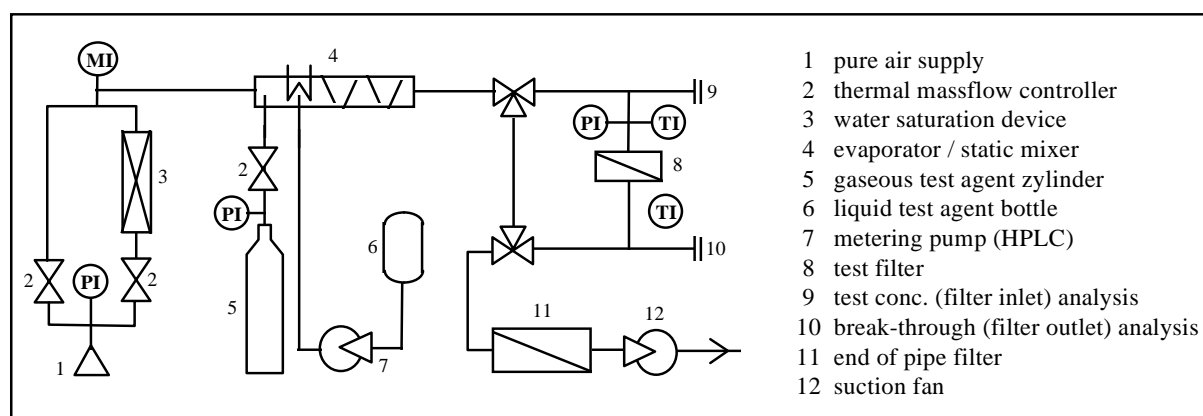 MI
4
9
PI
TI
2
3
8
PI
TI
6
10
2
PI
2
5
11
12
7
1
1 pure air supply
2 thermal massflow controller
3 water saturation device
4 evaporator / static mixer
5 gaseous test agent zylinder
6 liquid test agent bottle
7 metering pump (HPLC)
8 test filter
9 test conc. (filter inlet) analysis
10 break-through (filter outlet) analysis
11 end of pipe filter
12 suction fan